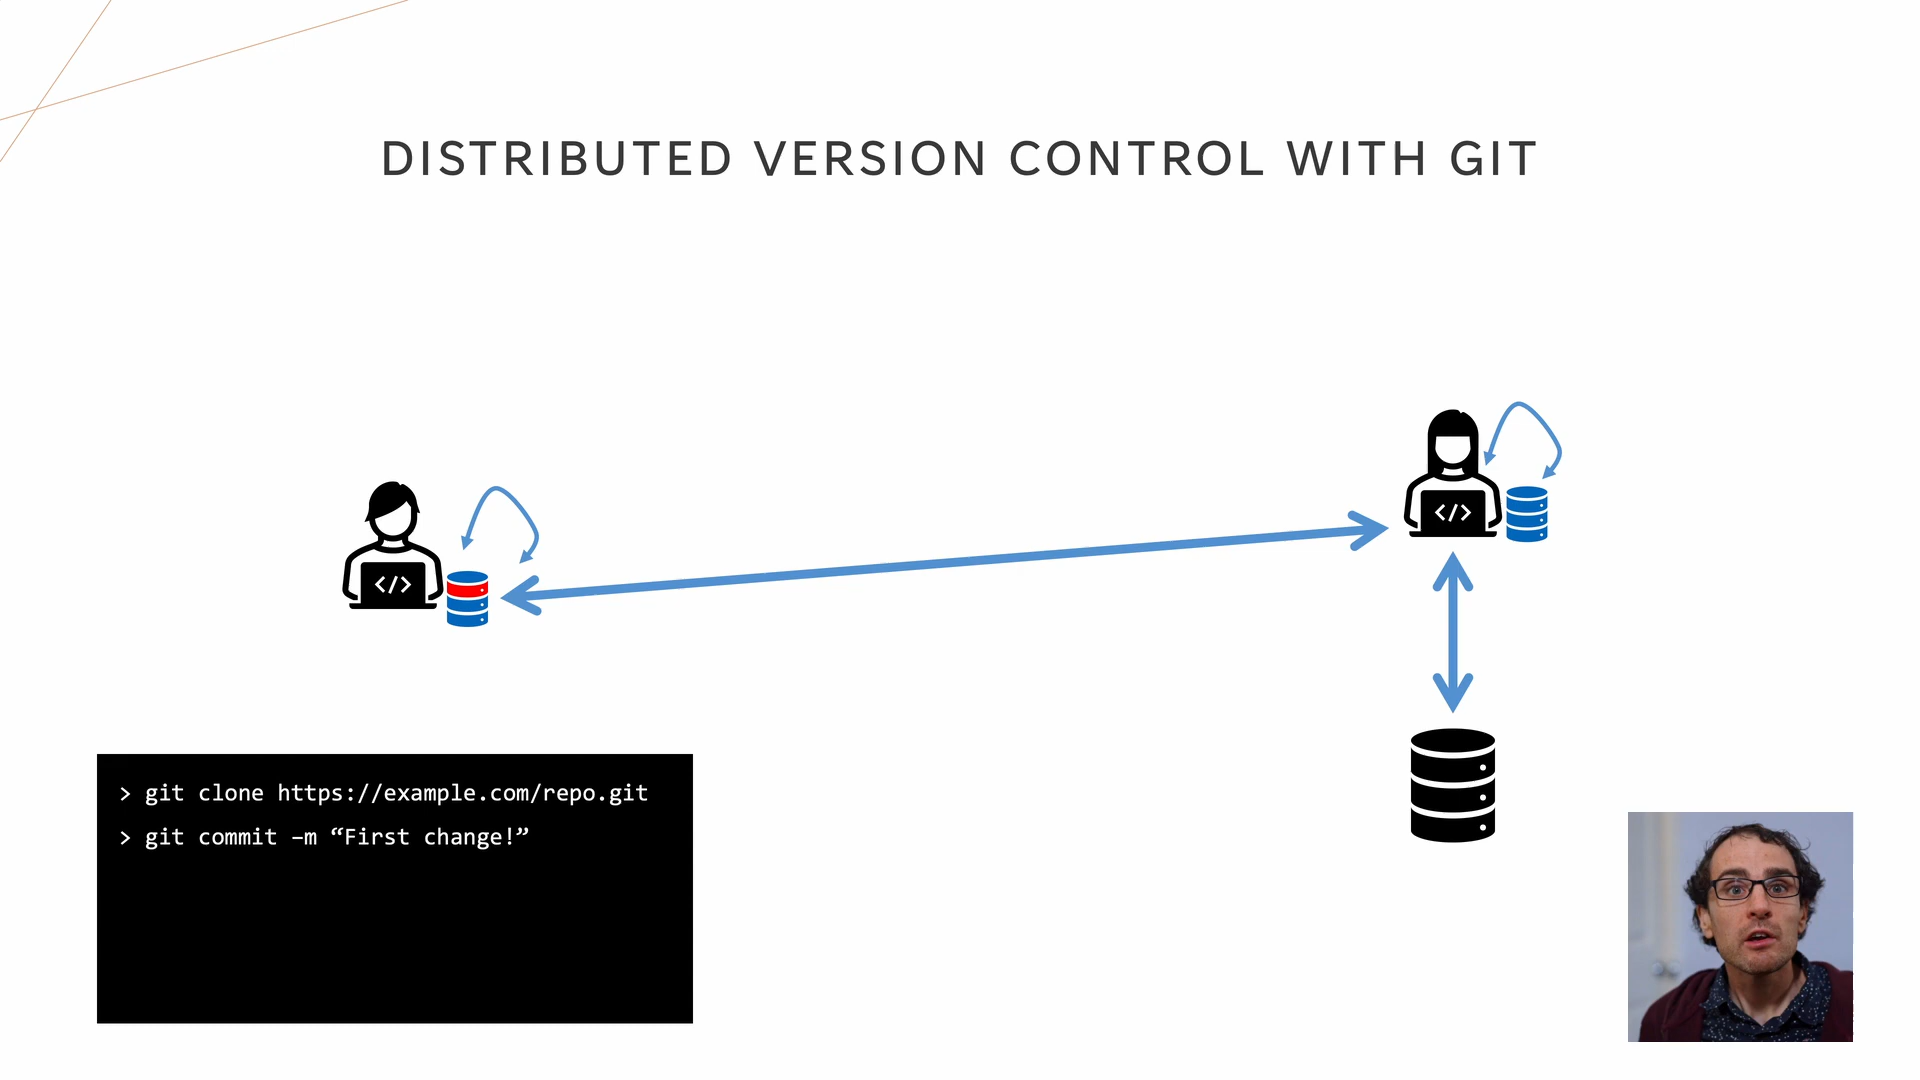 DISTRIBUTED VERSION CONTROL WITH GIT
</>
</>
> git clone https://example.com/repo.git
> git commit –m “First change!”